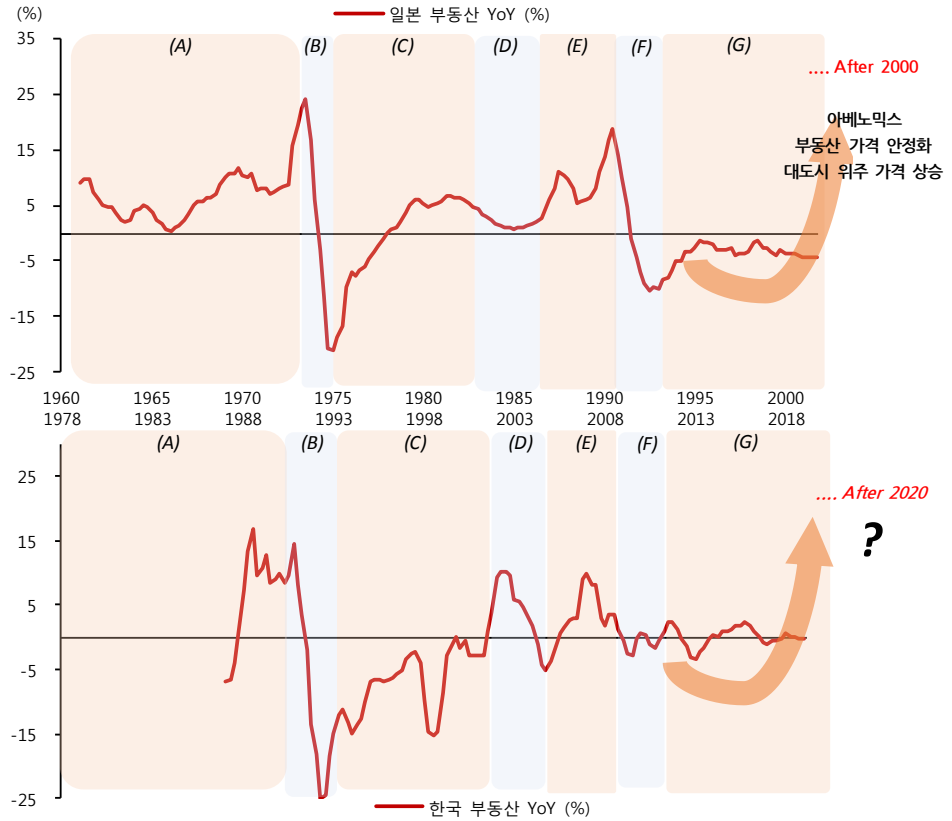 (%)
일본 부동산 YoY (%)
35
(A)
(B)
(C)
(D)
(E)
(F)
(G)
.... After 2000
25
아베노믹스
부동산 가격 안정화
대도시 위주 가격 상승
15
5
-5
-15
-25
1960 1965 1970 1975 1980 1985 1990 1995 2000
1978 1983 1988 1993 1998 2003 2008 2013 2018
(A)
(B)
(C)
(D)
(E)
(F)
(G)
25
.... After 2020
?
15
5
-5
-15
-25
한국 부동산 YoY (%)